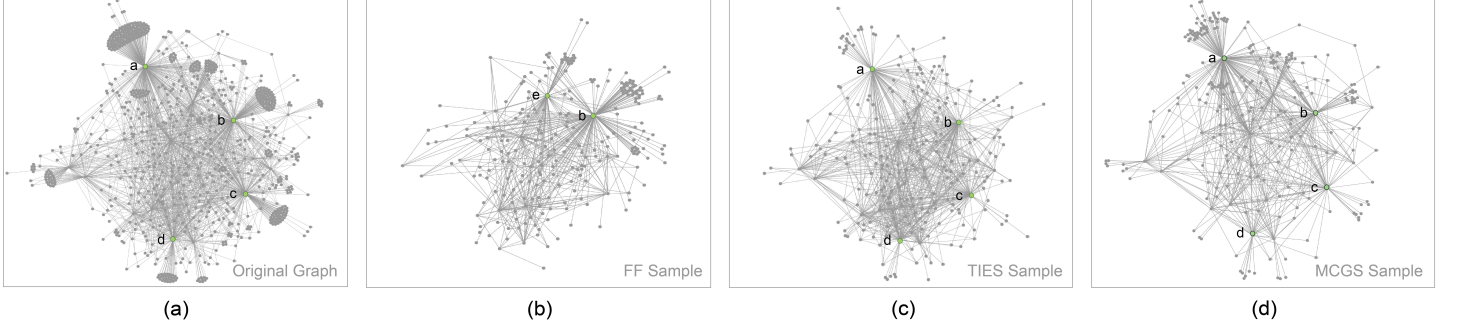 a
b
c
d
Original Graph
(a)
e
b
FF Sample
(b)
a
b
c
d
TIES Sample
(c)
a
b
c
d
MCGS Sample
(d)